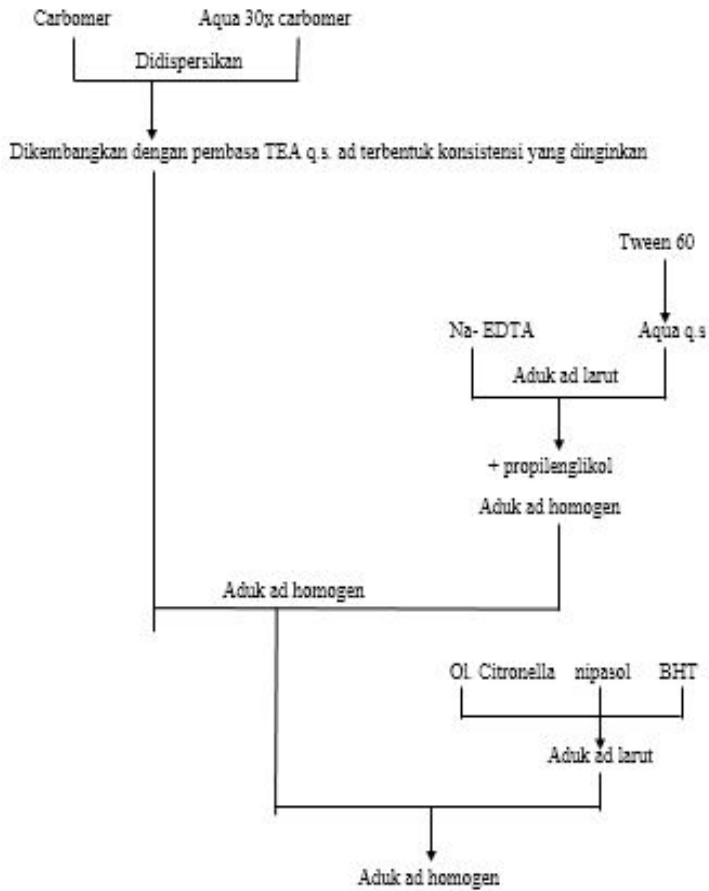 Carbomer Aqua 30x carbomer
Didispersikan
Dikembangkan dengan pembasa TEA q.s. ad terbentuk konsistensi yang dinginkan
Tween 60
Na- EDTA Aqua q.s
Aduk ad larut
+ propilenglikol
Aduk ad homogen
Aduk ad homogen
Ol. Citronella nipasol BHT
Aduk ad larut
Aduk ad homogen